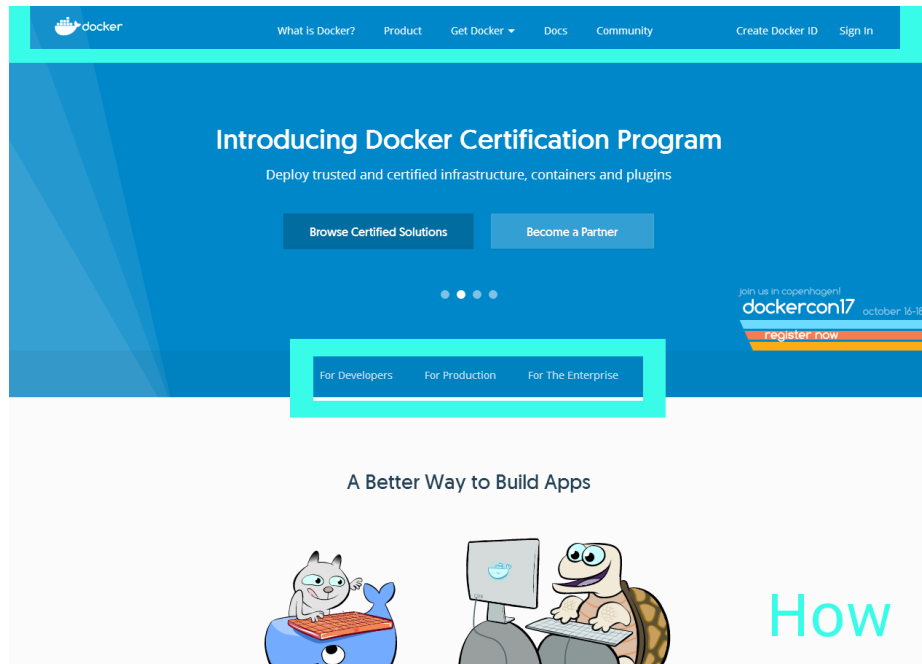 docker
What is Docker? Product Get Docker Docs Community Create Docker ID Sign In
Introducing Docker Certification Program
Deploy trusted and certified infrastructure, containers and plugins
Browse Certified Solutions Become a Partner
join us in copenhagen!
dockercon17 october 16-18
register now
For Developers For Production For The Enterprise
A Better Way to Build Apps
How